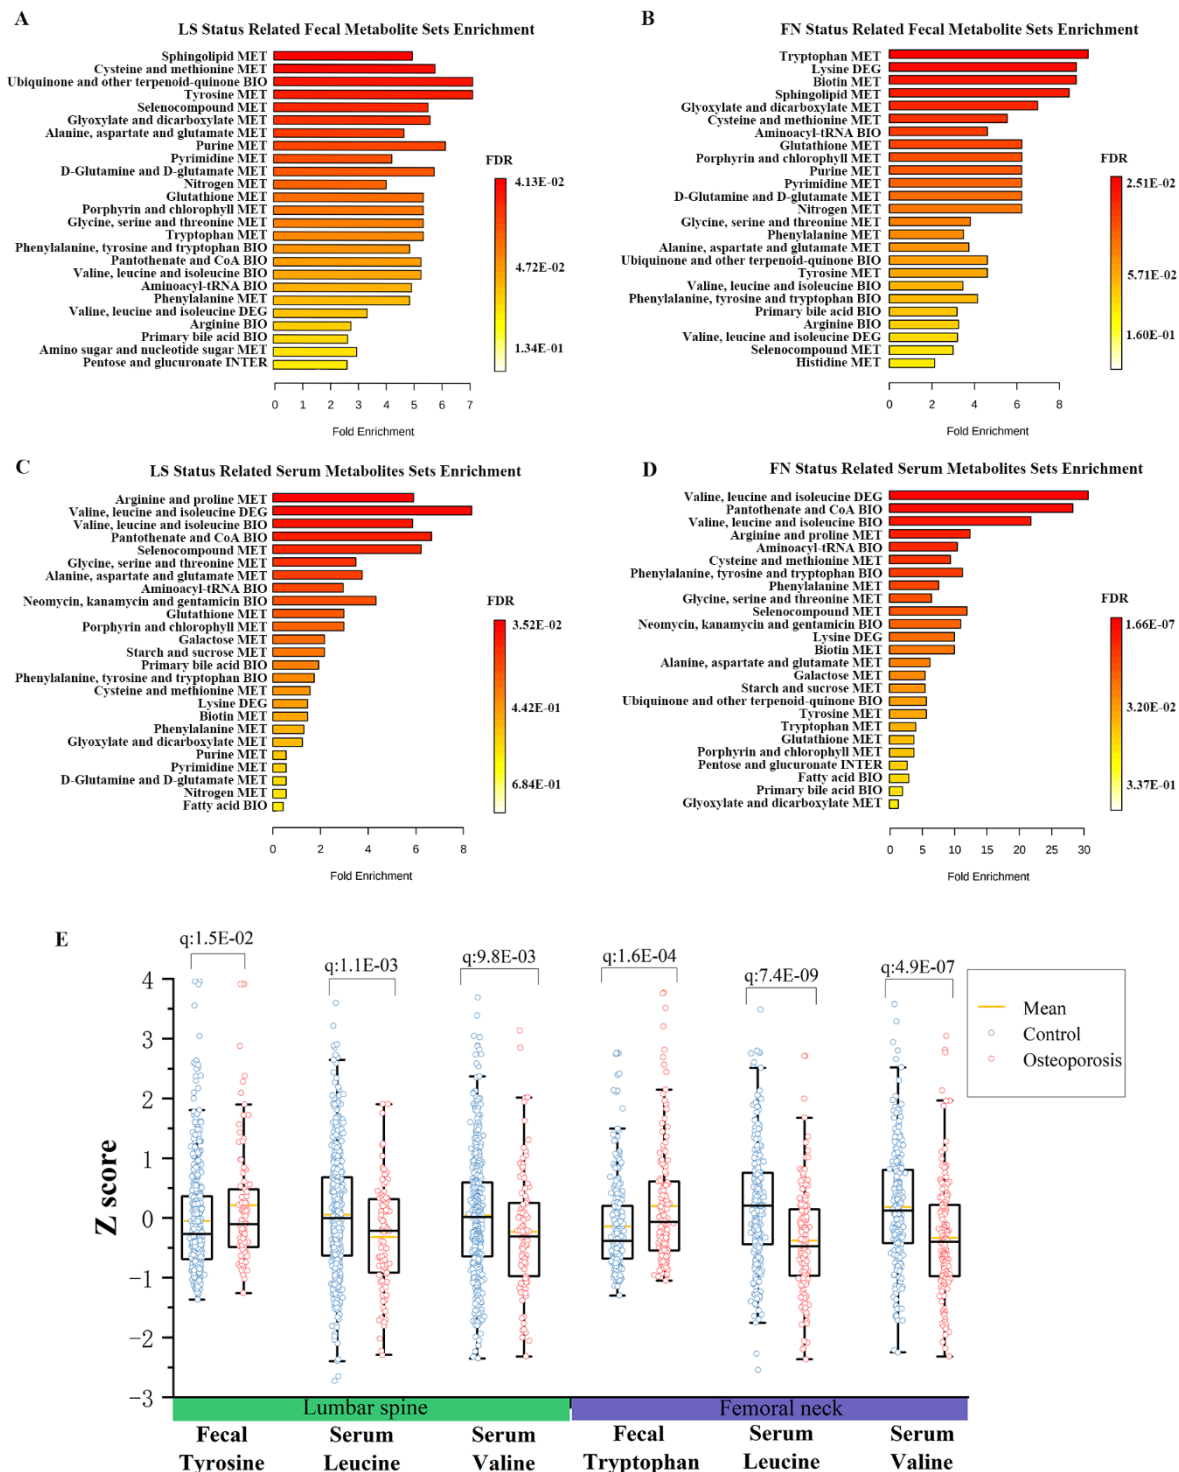 A
LS Status Related Fecal Metabolite Sets Enrichment
Sphingolipid MET
Cysteine and methionine MET
Ubiquinone and other terpenoid-quinone BIO
Tyrosine MET
Selenocompound MET
Glyoxylate and dicarboxylate MET
Alanine, aspartate and glutamate MET
Purine MET
Pyrimidine MET
D-Glutamine and D-glutamate MET
Nitrogen MET
Glutathione MET
Porphyrin and chlorophyll MET
Glycine, serine and threonine MET
Tryptophan MET
Phenylalanine, tyrosine and tryptophan BIO
Pantothenate and CoA BIO
Valine, leucine and isoleucine BIO
Aminoacyl-tRNA BIO
Phenylalanine MET
Valine, leucine and isoleucine DEG
Arginine BIO
Primary bile acid BIO
Amino sugar and nucleotide sugar MET
Pentose and glucuronate INTER
0 1 2 3 4 5 6 7
Fold Enrichment
FDR
4.13E-02
4.72E-02
1.34E-01
B
FN Status Related Fecal Metabolite Sets Enrichment
Tryptophan MET
Lysine DEG
Biotin MET
Sphingolipid MET
Glyoxylate and dicarboxylate MET
Cysteine and methionine MET
Aminoacyl-tRNA BIO
Glutathione MET
Porphyrin and chlorophyll MET
Purine MET
Pyrimidine MET
D-Glutamine and D-glutamate MET
Nitrogen MET
Glycine, serine and threonine MET
Phenylalanine MET
Alanine, aspartate and glutamate MET
Ubiquinone and other terpenoid-quinone BIO
Tyrosine MET
Valine, leucine and isoleucine BIO
Phenylalanine, tyrosine and tryptophan BIO
Primary bile acid BIO
Arginine BIO
Valine, leucine and isoleucine DEG
Selenocompound MET
Histidine MET
0 2 4 6 8
Fold Enrichment
FDR
2.51E-02
5.71E-02
1.60E-01
C
LS Status Related Serum Metabolites Sets Enrichment
Arginine and proline MET
Valine, leucine and isoleucine DEG
Valine, leucine and isoleucine BIO
Pantothenate and CoA BIO
Selenocompound MET
Glycine, serine and threonine MET
Alanine, aspartate and glutamate MET
Aminoacyl-tRNA BIO
Neomycin, kanamycin and gentamicin BIO
Glutathione MET
Porphyrin and chlorophyll MET
Galactose MET
Starch and sucrose MET
Primary bile acid BIO
Phenylalanine, tyrosine and tryptophan BIO
Cysteine and methionine MET
Lysine DEG
Biotin MET
Phenylalanine MET
Glyoxylate and dicarboxylate MET
Purine MET
Pyrimidine MET
D-Glutamine and D-glutamate MET
Nitrogen MET
Fatty acid BIO
0 2 4 6 8
Fold Enrichment
FDR
3.52E-02
4.42E-01
6.84E-01
D
FN Status Related Serum Metabolites Sets Enrichment
Valine, leucine and isoleucine DEG
Pantothenate and CoA BIO
Valine, leucine and isoleucine BIO
Arginine and proline MET
Aminoacyl-tRNA BIO
Cysteine and methionine MET
Phenylalanine, tyrosine and tryptophan BIO
Phenylalanine MET
Glycine, serine and threonine MET
Selenocompound MET
Neomycin, kanamycin and gentamicin BIO
Lysine DEG
Biotin MET
Alanine, aspartate and glutamate MET
Galactose MET
Starch and sucrose MET
Ubiquinone and other terpenoid-quinone BIO
Tyrosine MET
Tryptophan MET
Glutathione MET
Porphyrin and chlorophyll MET
Pentose and glucuronate INTER
Fatty acid BIO
Primary bile acid BIO
Glyoxylate and dicarboxylate MET
0 5 10 15 20 25 30
Fold Enrichment
FDR
1.66E-07
3.20E-02
3.37E-01
E
q:1.5E-02
q:1.1E-03
q:9.8E-03
q:1.6E-04
q:7.4E-09
q:4.9E-07
Mean
Control
Osteoporosis
Z score
4
3
2
1
0
−1
−2
−3
Lumbar spine
Femoral neck
Fecal Tyrosine
Serum Leucine
Serum Valine
Fecal Tryptophan
Serum Leucine
Serum Valine